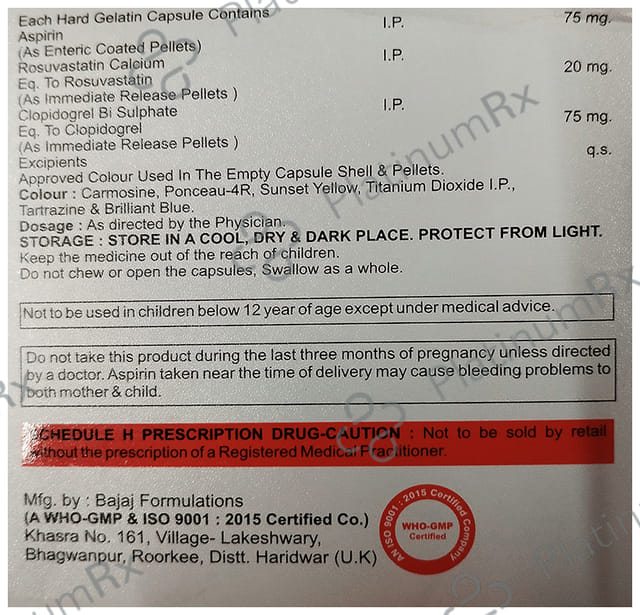 Each Hard Gelatin Capsule Contains
Aspirin I.P. 75 mg.
(As Enteric Coated Pellets)
Rosuvastatin Calcium I.P.
Eq. To Rosuvastatin 20 mg.
(As Immediate Release Pellets )
Clopidogrel Bi Sulphate I.P.
Eq. To Clopidogrel 75 mg.
(As Immediate Release Pellets )
Excipients q.s.
Approved Colour Used In The Empty Capsule Shell & Pellets.
Colour : Carmosine, Ponceau-4R, Sunset Yellow, Titanium Dioxide I.P.,
Tartrazine & Brilliant Blue.
Dosage : As directed by the Physician.
STORAGE : STORE IN A COOL, DRY & DARK PLACE. PROTECT FROM LIGHT.
Keep the medicine out of the reach of children.
Do not chew or open the capsules, Swallow as a whole.
Not to be used in children below 12 year of age except under medical advice.
Do not take this product during the last three months of pregnancy unless directed
by a doctor. Aspirin taken near the time of delivery may cause bleeding problems to
both mother & child.
SCHEDULE H PRESCRIPTION DRUG-CAUTION : Not to be sold by retail
without the prescription of a Registered Medical Practitioner.
Mfg. by : Bajaj Formulations
(A WHO-GMP & ISO 9001 : 2015 Certified Co.)
Khasra No. 161, Village- Lakeshwary,
Bhagwanpur, Roorkee, Distt. Haridwar (U.K)
AN ISO 9001 : 2015 Certified Company
WHO-GMP
Certified
PlatinumRx
PlatinumRx
PlatinumRx